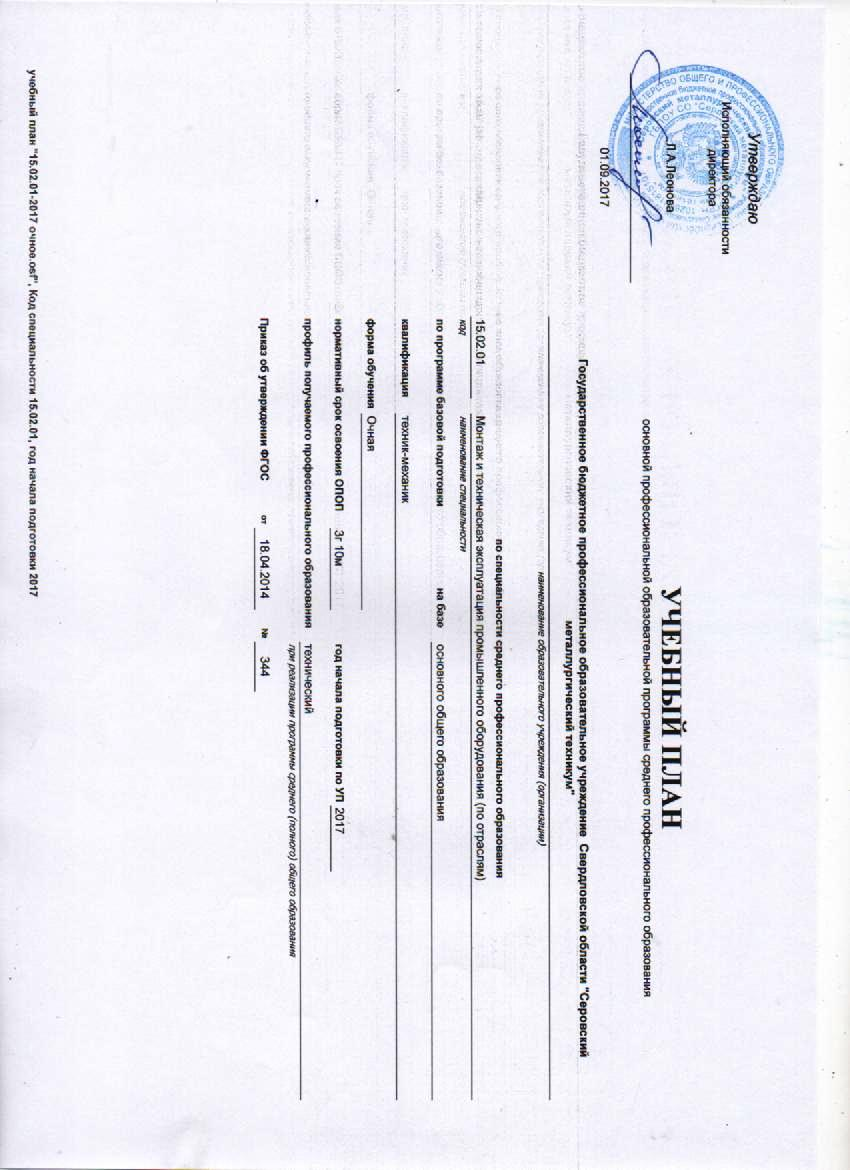 Утверждаю
Исполняющий обязанности
директора
Л.А.Леонова
01.09.2017
УЧЕБНЫЙ ПЛАН
основной профессиональной образовательной программы среднего профессионального образования
Государственное бюджетное профессиональное образовательное учреждение Свердловской области "Серовский
металлургический техникум"
наименование образовательного учреждения (организации)
по специальности среднего профессионального образования
15.02.01 Монтаж и техническая эксплуатация промышленного оборудования (по отраслям)
код наименование специальности
по программе базовой подготовки на базе основного общего образования
квалификация техник-механик
форма обучения Очная
нормативный срок освоения ОПОП 3г 10м год начала подготовки по УП 2017
профиль получаемого профессионального образования технический
при реализации программы среднего (полного) общего образования
Приказ об утверждении ФГОС от 18.04.2014 № 344
учебный план "15.02.01-2017 очное.osf", Код специальности 15.02.01, год начала подготовки 2017